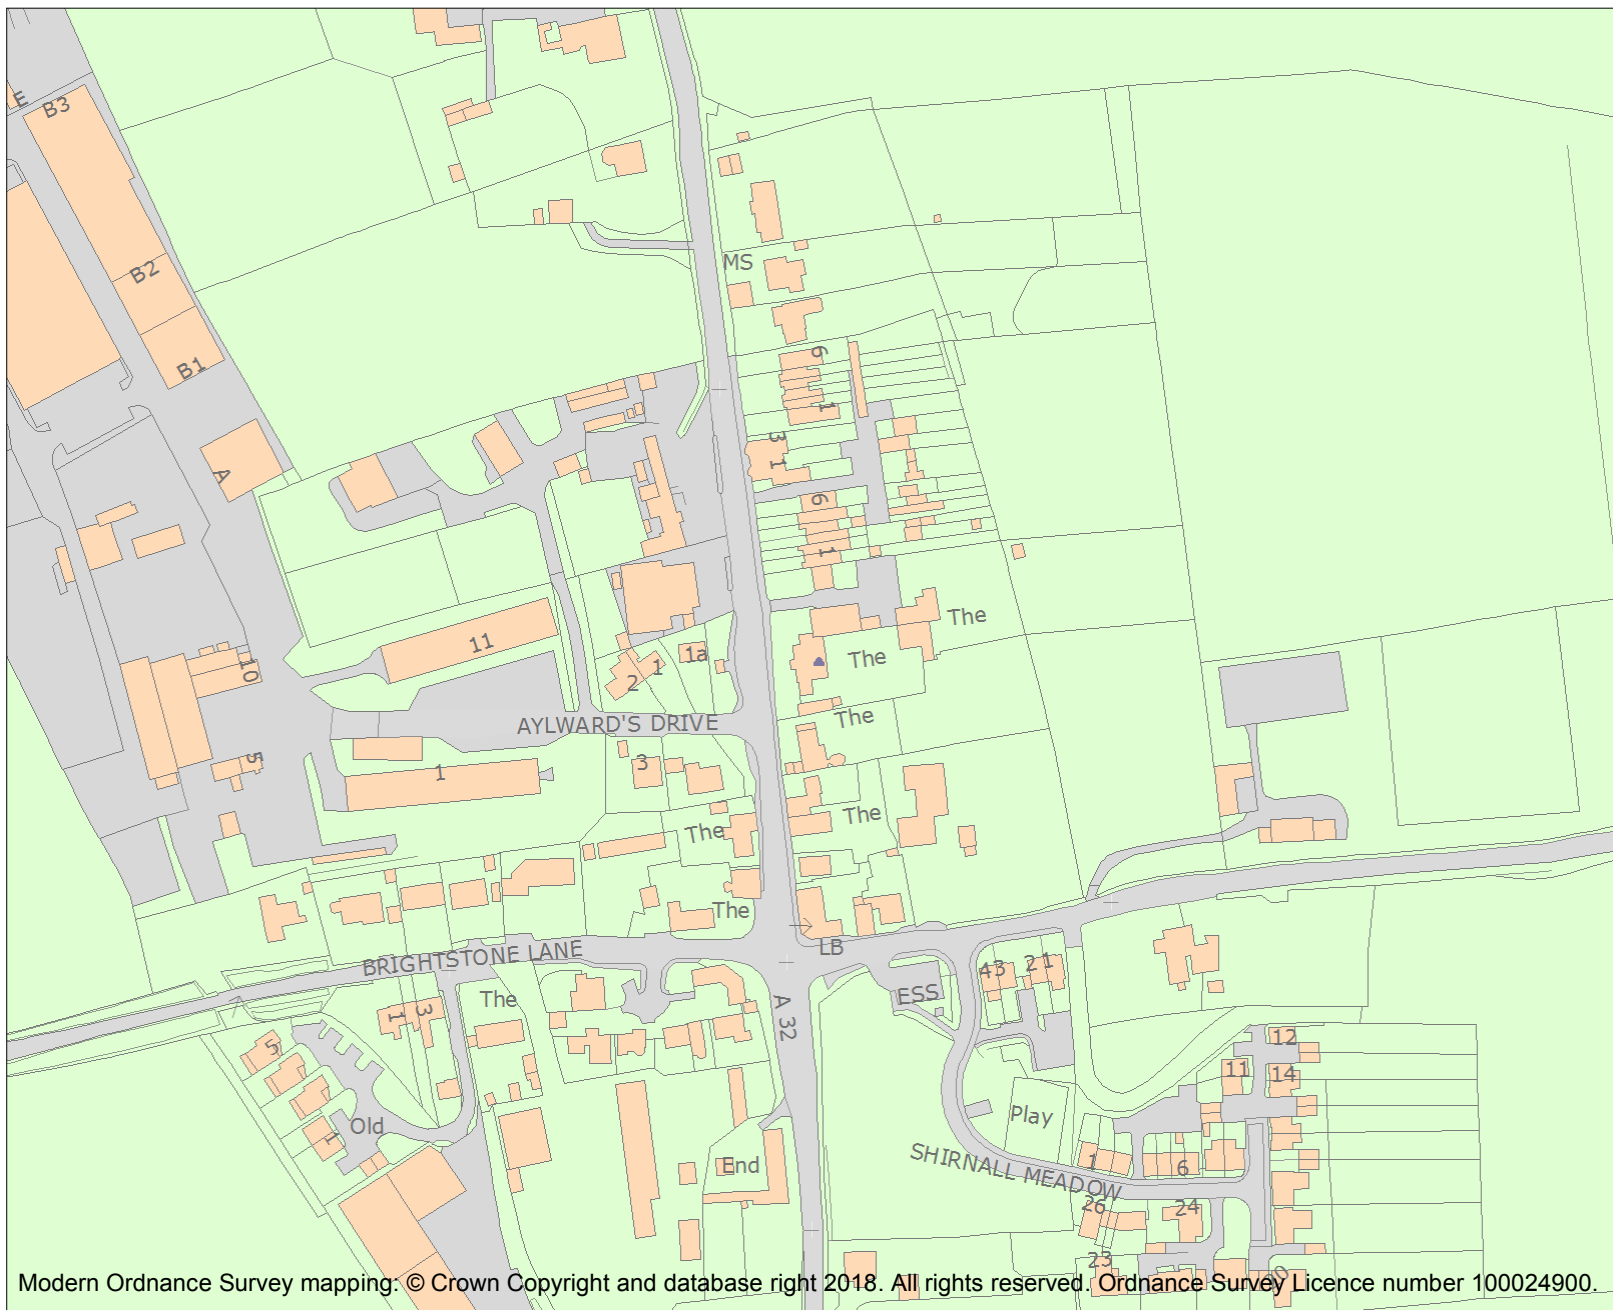 E
B3
B2
MS
B1
6
1
3
1
A
6
1
The
11
1a
The
1
2
10
The
AYLWARD'S DRIVE
5
3
1
The
The
The
LB
BRIGHTSTONE LANE
43
21
ESS
The
1
3
A 32
12
5
11
14
Play
Old
1
End
SHIRNALL MEADOW
1
6
26
24
23
Modern Ordnance Survey mapping: © Crown Copyright and database right 2018. All rights reserved. Ordnance Survey Licence number 100024900.